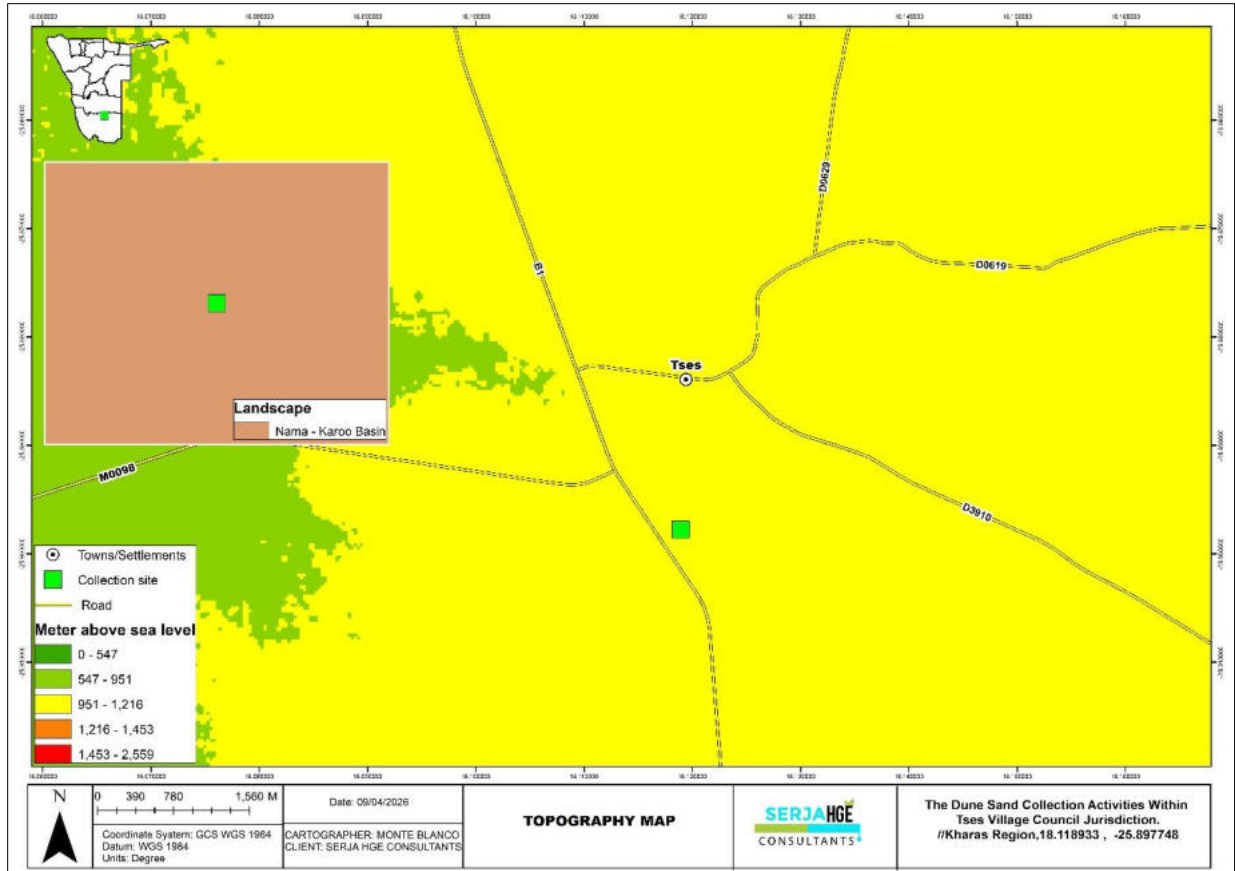 D0629
B1
D0619
Tses
Landscape
Nama - Karoo Basin
M0098
D3910
Towns/Settlements
Collection site
Road
Meter above sea level
0 - 547
547 - 951
951 - 1,216
1,216 - 1,453
1,453 - 2,559
N
0 390 780 1,560 M
Coordinate System: GCS WGS 1984
Datum: WGS 1984
Units: Degree
Date: 09/04/2026
CARTOGRAPHER: MONTE BLANCO
CLIENT: SERJA HGE CONSULTANTS
TOPOGRAPHY MAP
SERJA HGE
CONSULTANTS
The Dune Sand Collection Activities Within
Tses Village Council Jurisdiction.
//Kharas Region,18.118933 , -25.897748